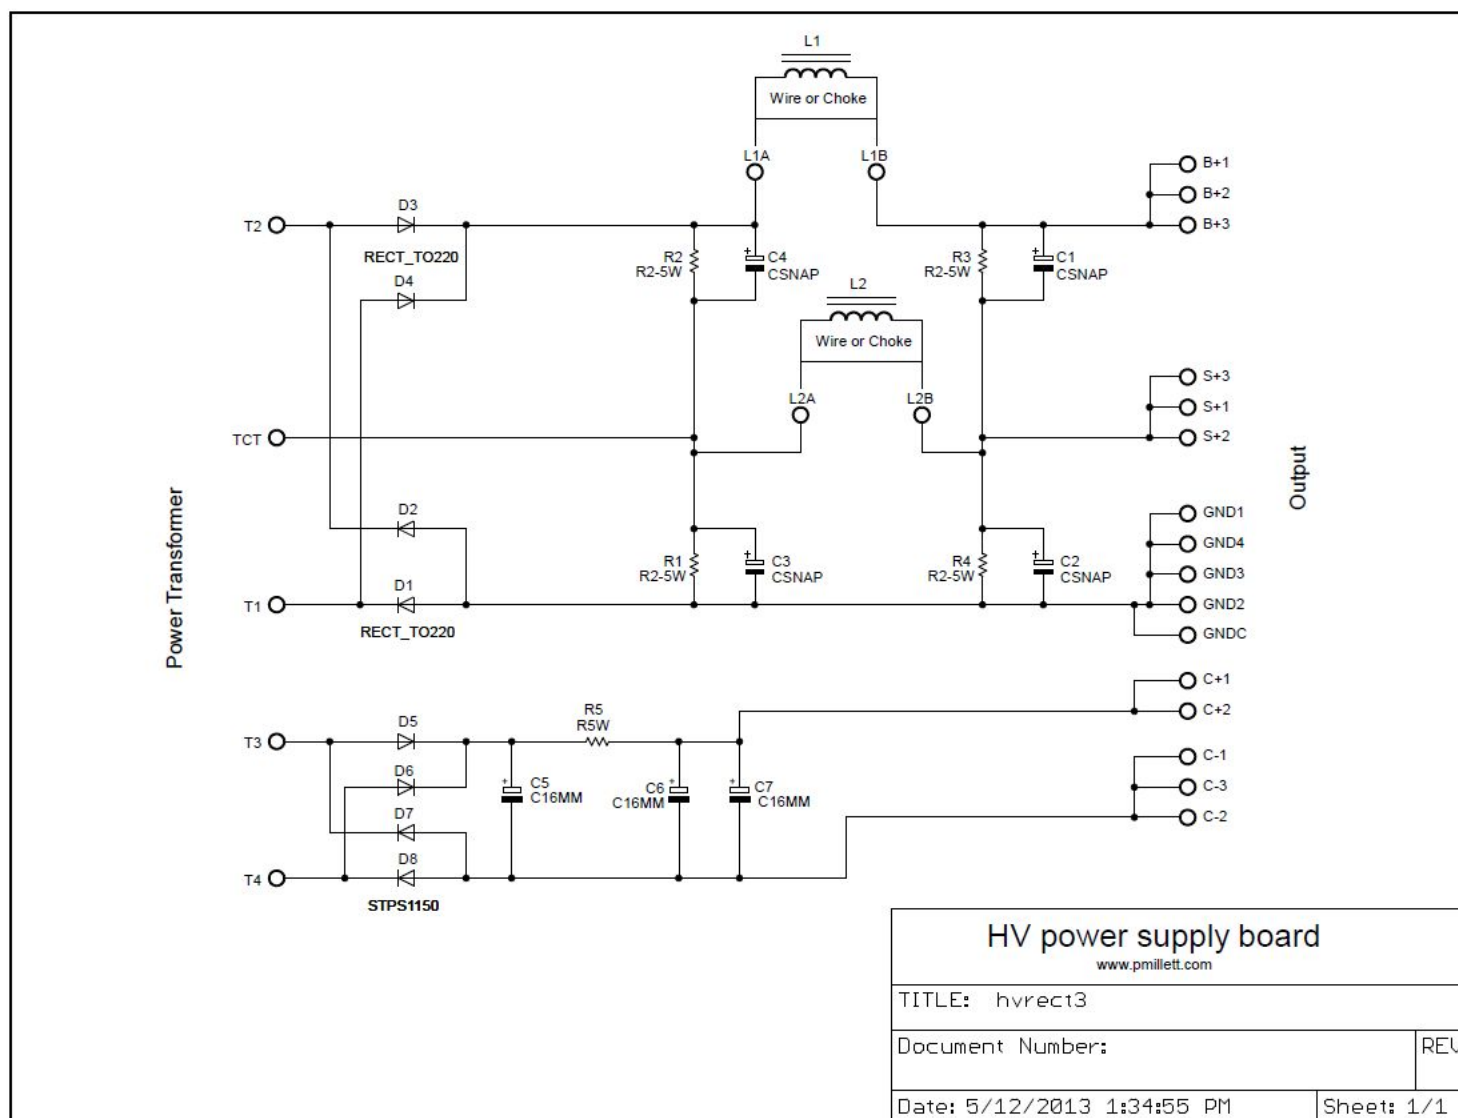 L1
Wire or Choke
L1A
L1B
B+1
B+2
B+3
T2
D3
RECT_TO220
D4
R2
R2-5W
C4
CSNAP
R3
R2-5W
C1
CSNAP
L2
Wire or Choke
L2A
L2B
S+3
S+1
S+2
TCT
Power Transformer
Output
D2
D1
RECT_TO220
T1
R1
R2-5W
C3
CSNAP
R4
R2-5W
C2
CSNAP
GND1
GND4
GND3
GND2
GNDC
C+1
C+2
C-1
C-3
C-2
T3
D5
D6
D7
D8
STPS1150
T4
R5
R5W
C5
C16MM
C6
C16MM
C7
C16MM
HV power supply board
www.pmillett.com
TITLE: hvrect3
Document Number:
REV
Date: 5/12/2013 1:34:55 PM
Sheet: 1/1